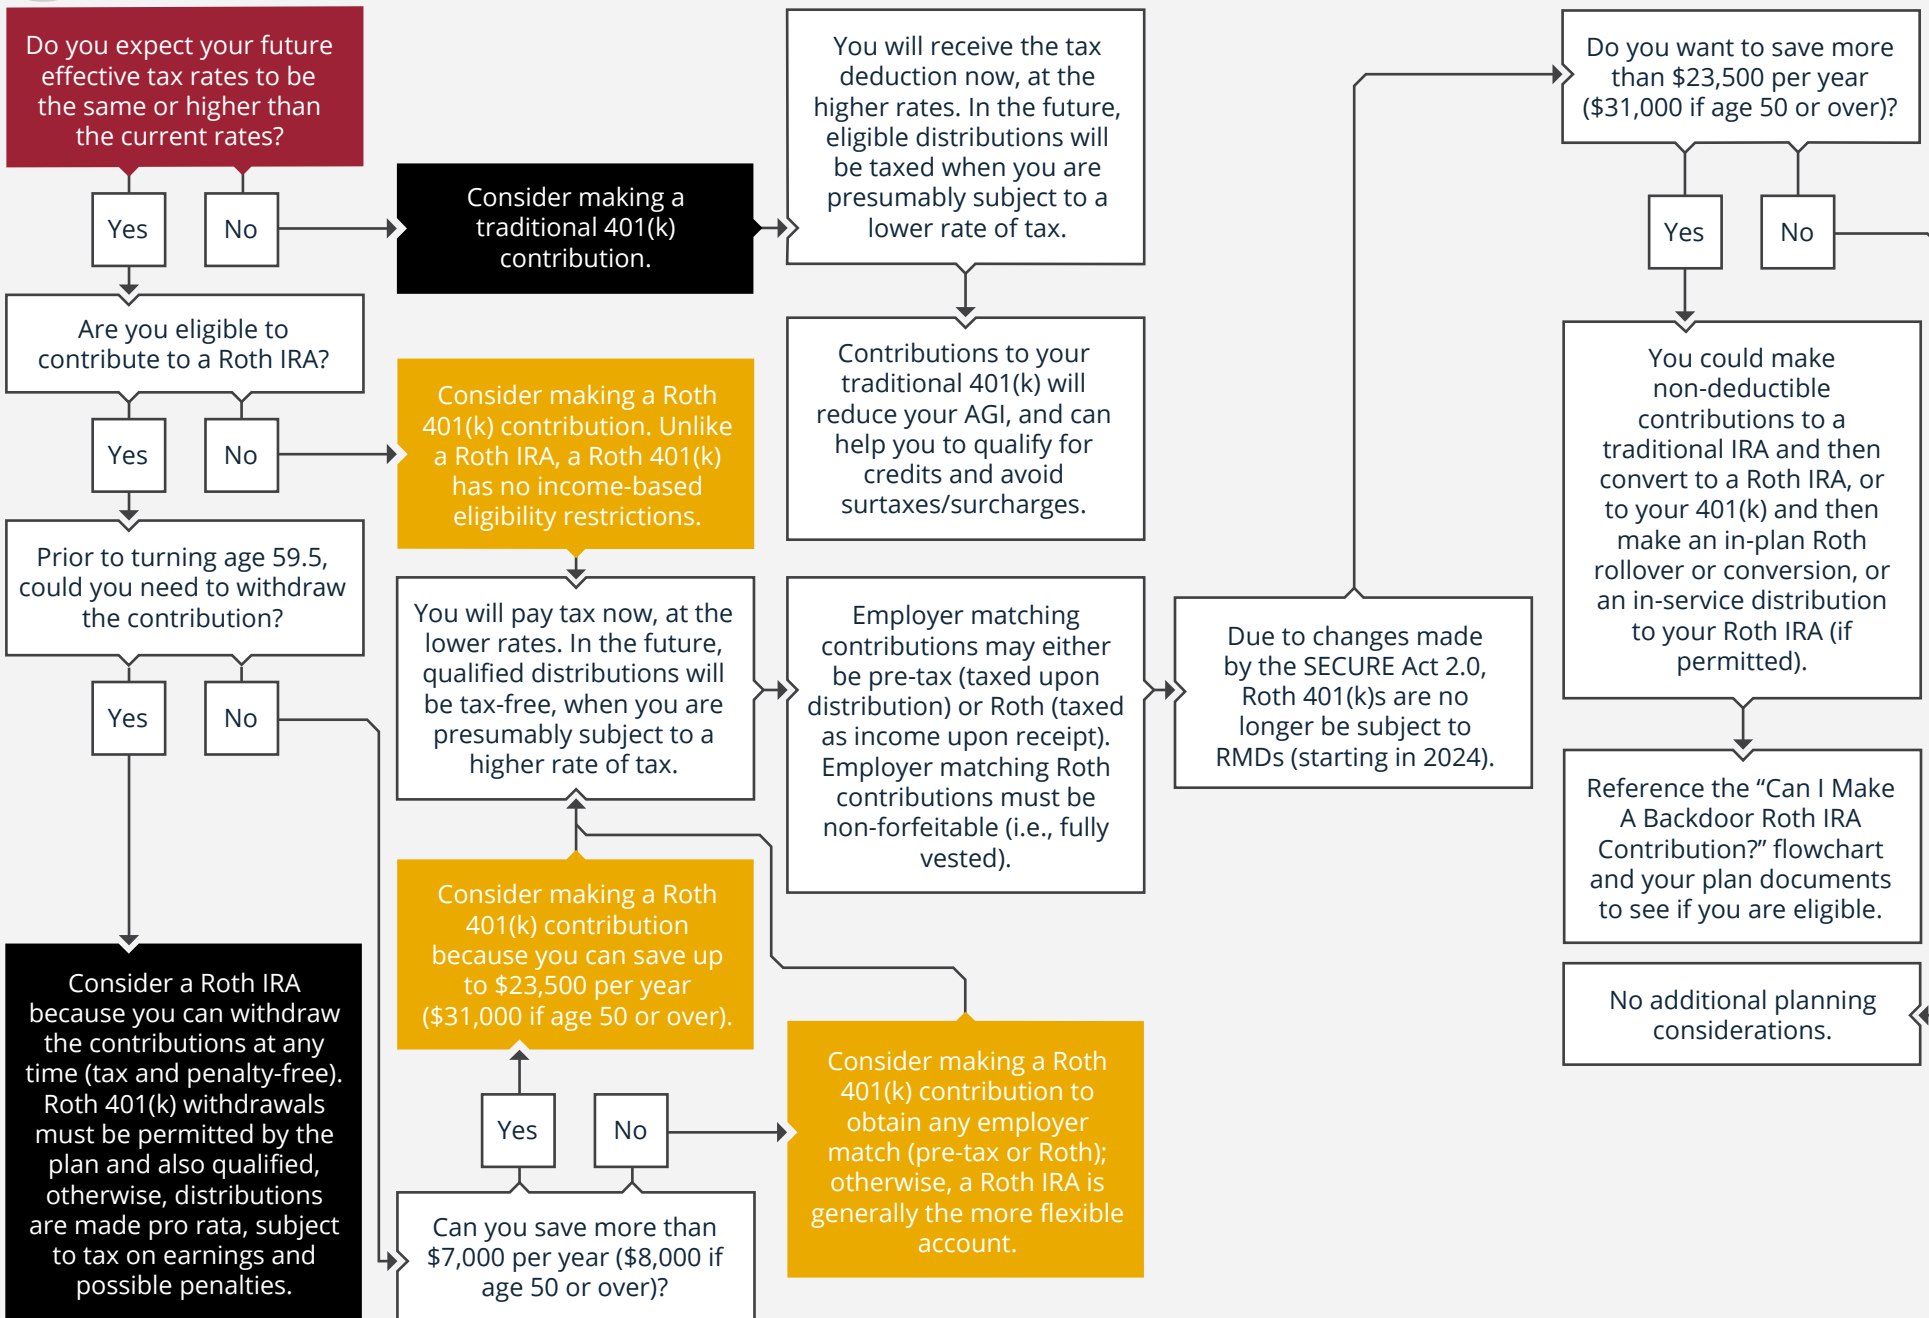 Do you expect your future
effective tax rates to be
the same or higher than
the current rates?
Yes
No
Consider making a
traditional 401(k)
contribution.
You will receive the tax
deduction now, at the
higher rates. In the future,
eligible distributions will
be taxed when you are
presumably subject to a
lower rate of tax.
Contributions to your
traditional 401(k) will
reduce your AGI, and can
help you to qualify for
credits and avoid
surtaxes/surcharges.
Are you eligible to
contribute to a Roth IRA?
Yes
No
Consider making a Roth
401(k) contribution. Unlike
a Roth IRA, a Roth 401(k)
has no income-based
eligibility restrictions.
Prior to turning age 59.5,
could you need to withdraw
the contribution?
Yes
No
Consider a Roth IRA
because you can withdraw
the contributions at any
time (tax and penalty-free).
Roth 401(k) withdrawals
must be permitted by the
plan and also qualified,
otherwise, distributions
are made pro rata, subject
to tax on earnings and
possible penalties.
Can you save more than
$7,000 per year ($8,000 if
age 50 or over)?
Yes
No
Consider making a Roth
401(k) contribution
because you can save up
to $23,500 per year
($31,000 if age 50 or over).
Consider making a Roth
401(k) contribution to
obtain any employer
match (pre-tax or Roth);
otherwise, a Roth IRA is
generally the more flexible
account.
You will pay tax now, at the
lower rates. In the future,
qualified distributions will
be tax-free, when you are
presumably subject to a
higher rate of tax.
Employer matching
contributions may either
be pre-tax (taxed upon
distribution) or Roth (taxed
as income upon receipt).
Employer matching Roth
contributions must be
non-forfeitable (i.e., fully
vested).
Due to changes made
by the SECURE Act 2.0,
Roth 401(k)s are no
longer be subject to
RMDs (starting in 2024).
Do you want to save more
than $23,500 per year
($31,000 if age 50 or over)?
Yes
No
You could make
non-deductible
contributions to a
traditional IRA and then
convert to a Roth IRA, or
to your 401(k) and then
make an in-plan Roth
rollover or conversion, or
an in-service distribution
to your Roth IRA (if
permitted).
Reference the “Can I Make
A Backdoor Roth IRA
Contribution?” flowchart
and your plan documents
to see if you are eligible.
No additional planning
considerations.